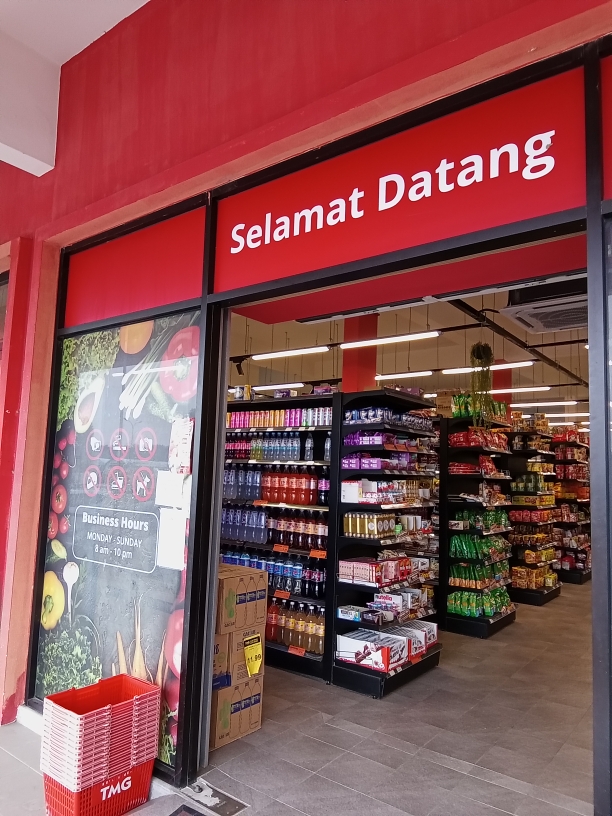 Selamat Datang
Business Hours
MONDAY - SUNDAY
8 am - 10 pm
TMG